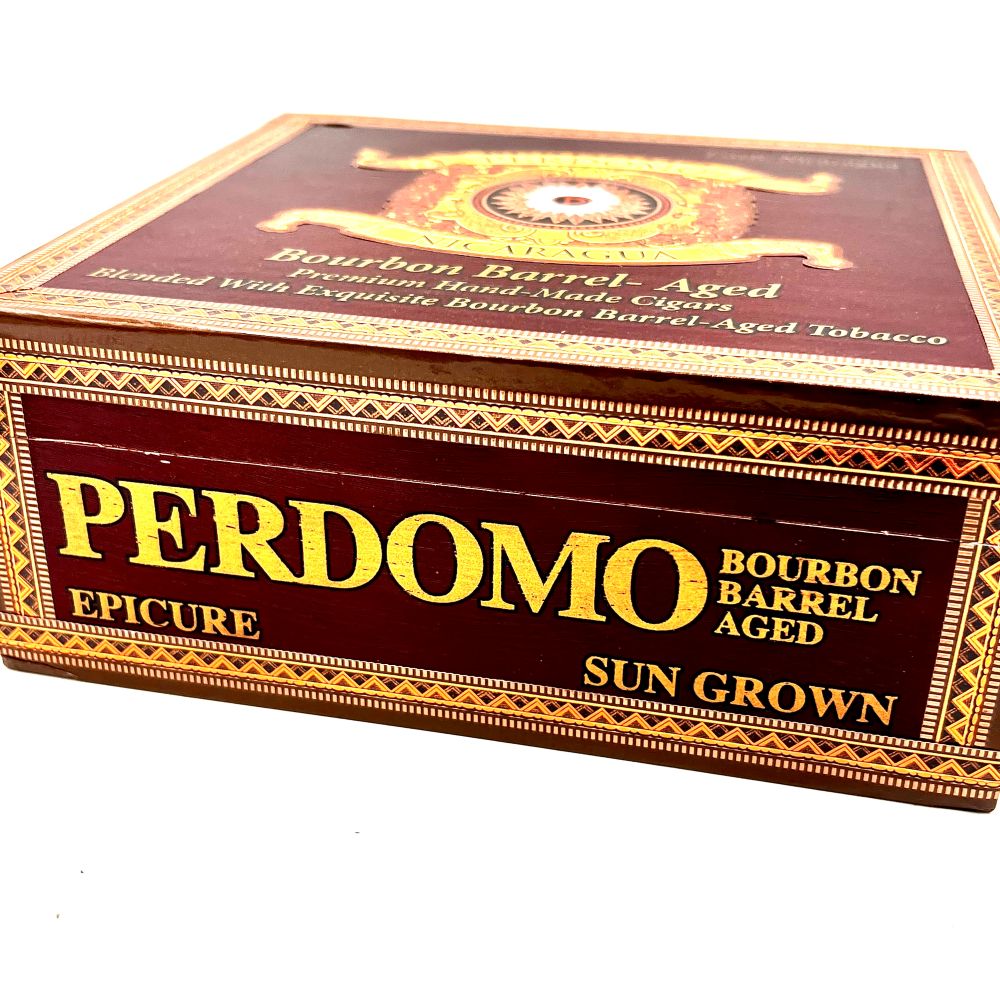 NICARAGUA
Bourbon Barrel- Aged
Premium Hand-Made Cigars
Blended With Exquisite Bourbon Barrel-Aged Tobacco
PERDOMO
BOURBON
BARREL
AGED
EPICURE
SUN GROWN